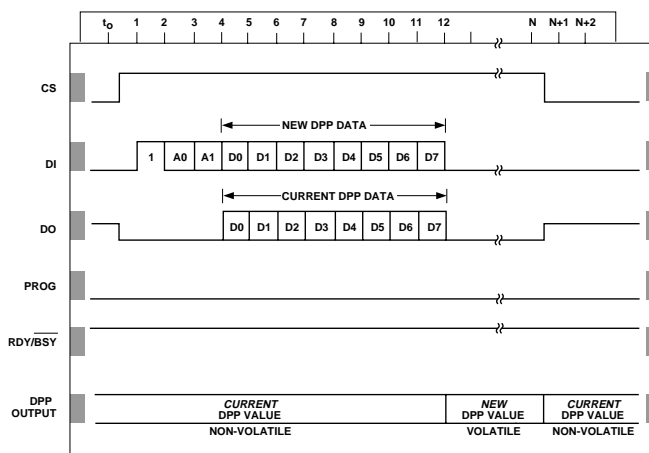 to 1 2 3 4 5 6 7 8 9 10 11 12 N N+1 N+2
CS
NEW DPP DATA
DI 1 A0 A1 D0 D1 D2 D3 D4 D5 D6 D7
CURRENT DPP DATA
DO D0 D1 D2 D3 D4 D5 D6 D7
PROG
RDY/BSY
DPP OUTPUT
CURRENT DPP VALUE NON-VOLATILE
NEW DPP VALUE VOLATILE
CURRENT DPP VALUE NON-VOLATILE